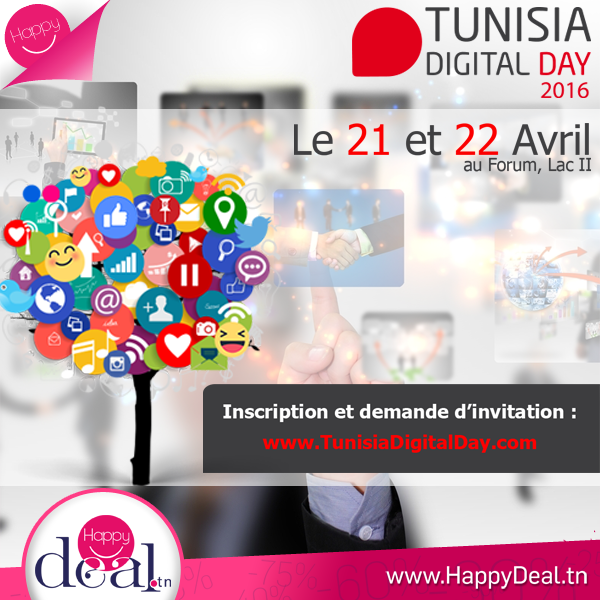 Happy
TUNISIA
DIGITAL DAY
2016
Le 21 et 22 Avril
au Forum, Lac II
Inscription et demande d'invitation :
www.TunisiaDigitalDay.com
Happy
deal.tn
www.HappyDeal.tn